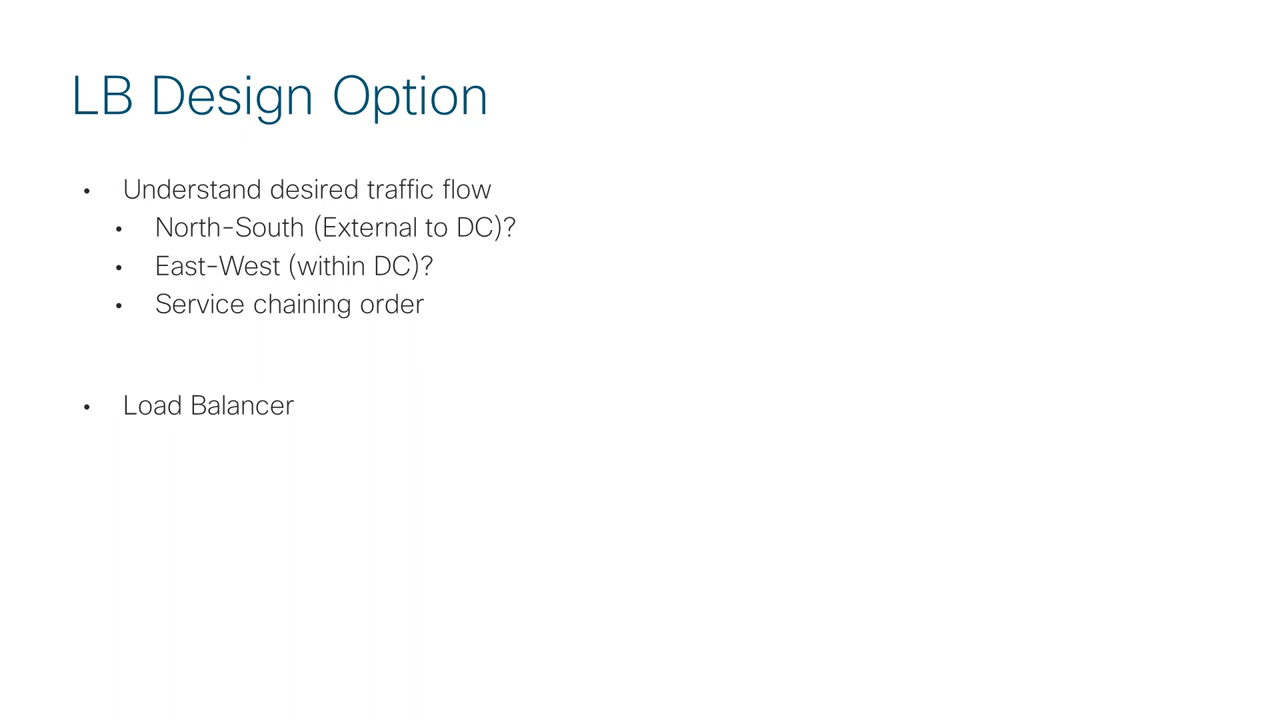 LB Design Option
• Understand desired traffic flow
• North-South (External to DC)?
• East-West (within DC)?
• Service chaining order
• Load Balancer